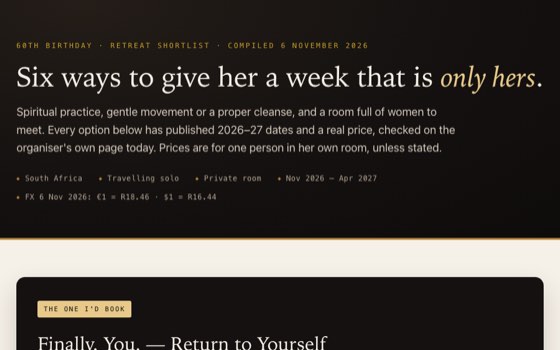 60TH BIRTHDAY · RETREAT SHORTLIST · COMPILED 6 NOVEMBER 2026
Six ways to give her a week that is only hers.
Spiritual practice, gentle movement or a proper cleanse, and a room full of women to
meet. Every option below has published 2026–27 dates and a real price, checked on the
organiser's own page today. Prices are for one person in her own room, unless stated.
✦ South Africa ✦ Travelling solo ✦ Private room ✦ Nov 2026 – Apr 2027
✦ FX 6 Nov 2026: €1 = R18.46 · $1 = R16.44
THE ONE I'D BOOK
Finally, You. — Return to Yourself